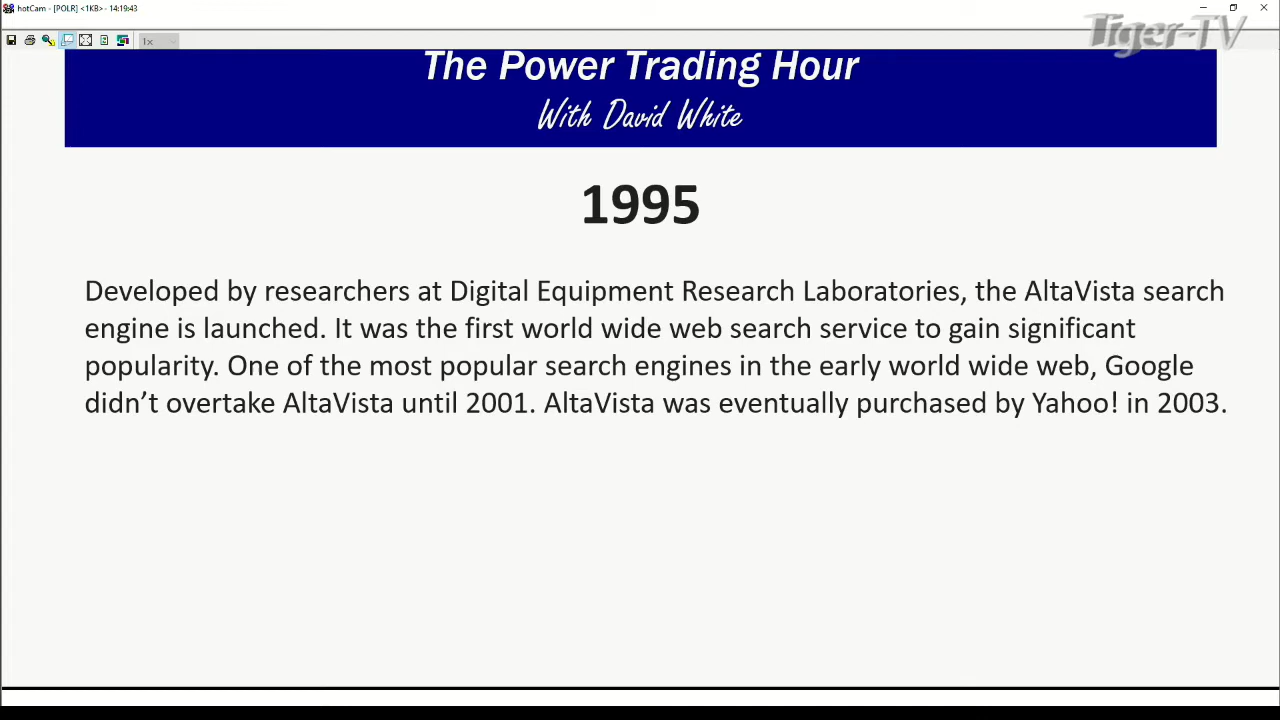 hotCam - [POLR] <1KB> - 14:19:43
Tiger-TV
1x
The Power Trading Hour
With David White
1995
Developed by researchers at Digital Equipment Research Laboratories, the AltaVista search
engine is launched. It was the first world wide web search service to gain significant
popularity. One of the most popular search engines in the early world wide web, Google
didn’t overtake AltaVista until 2001. AltaVista was eventually purchased by Yahoo! in 2003.